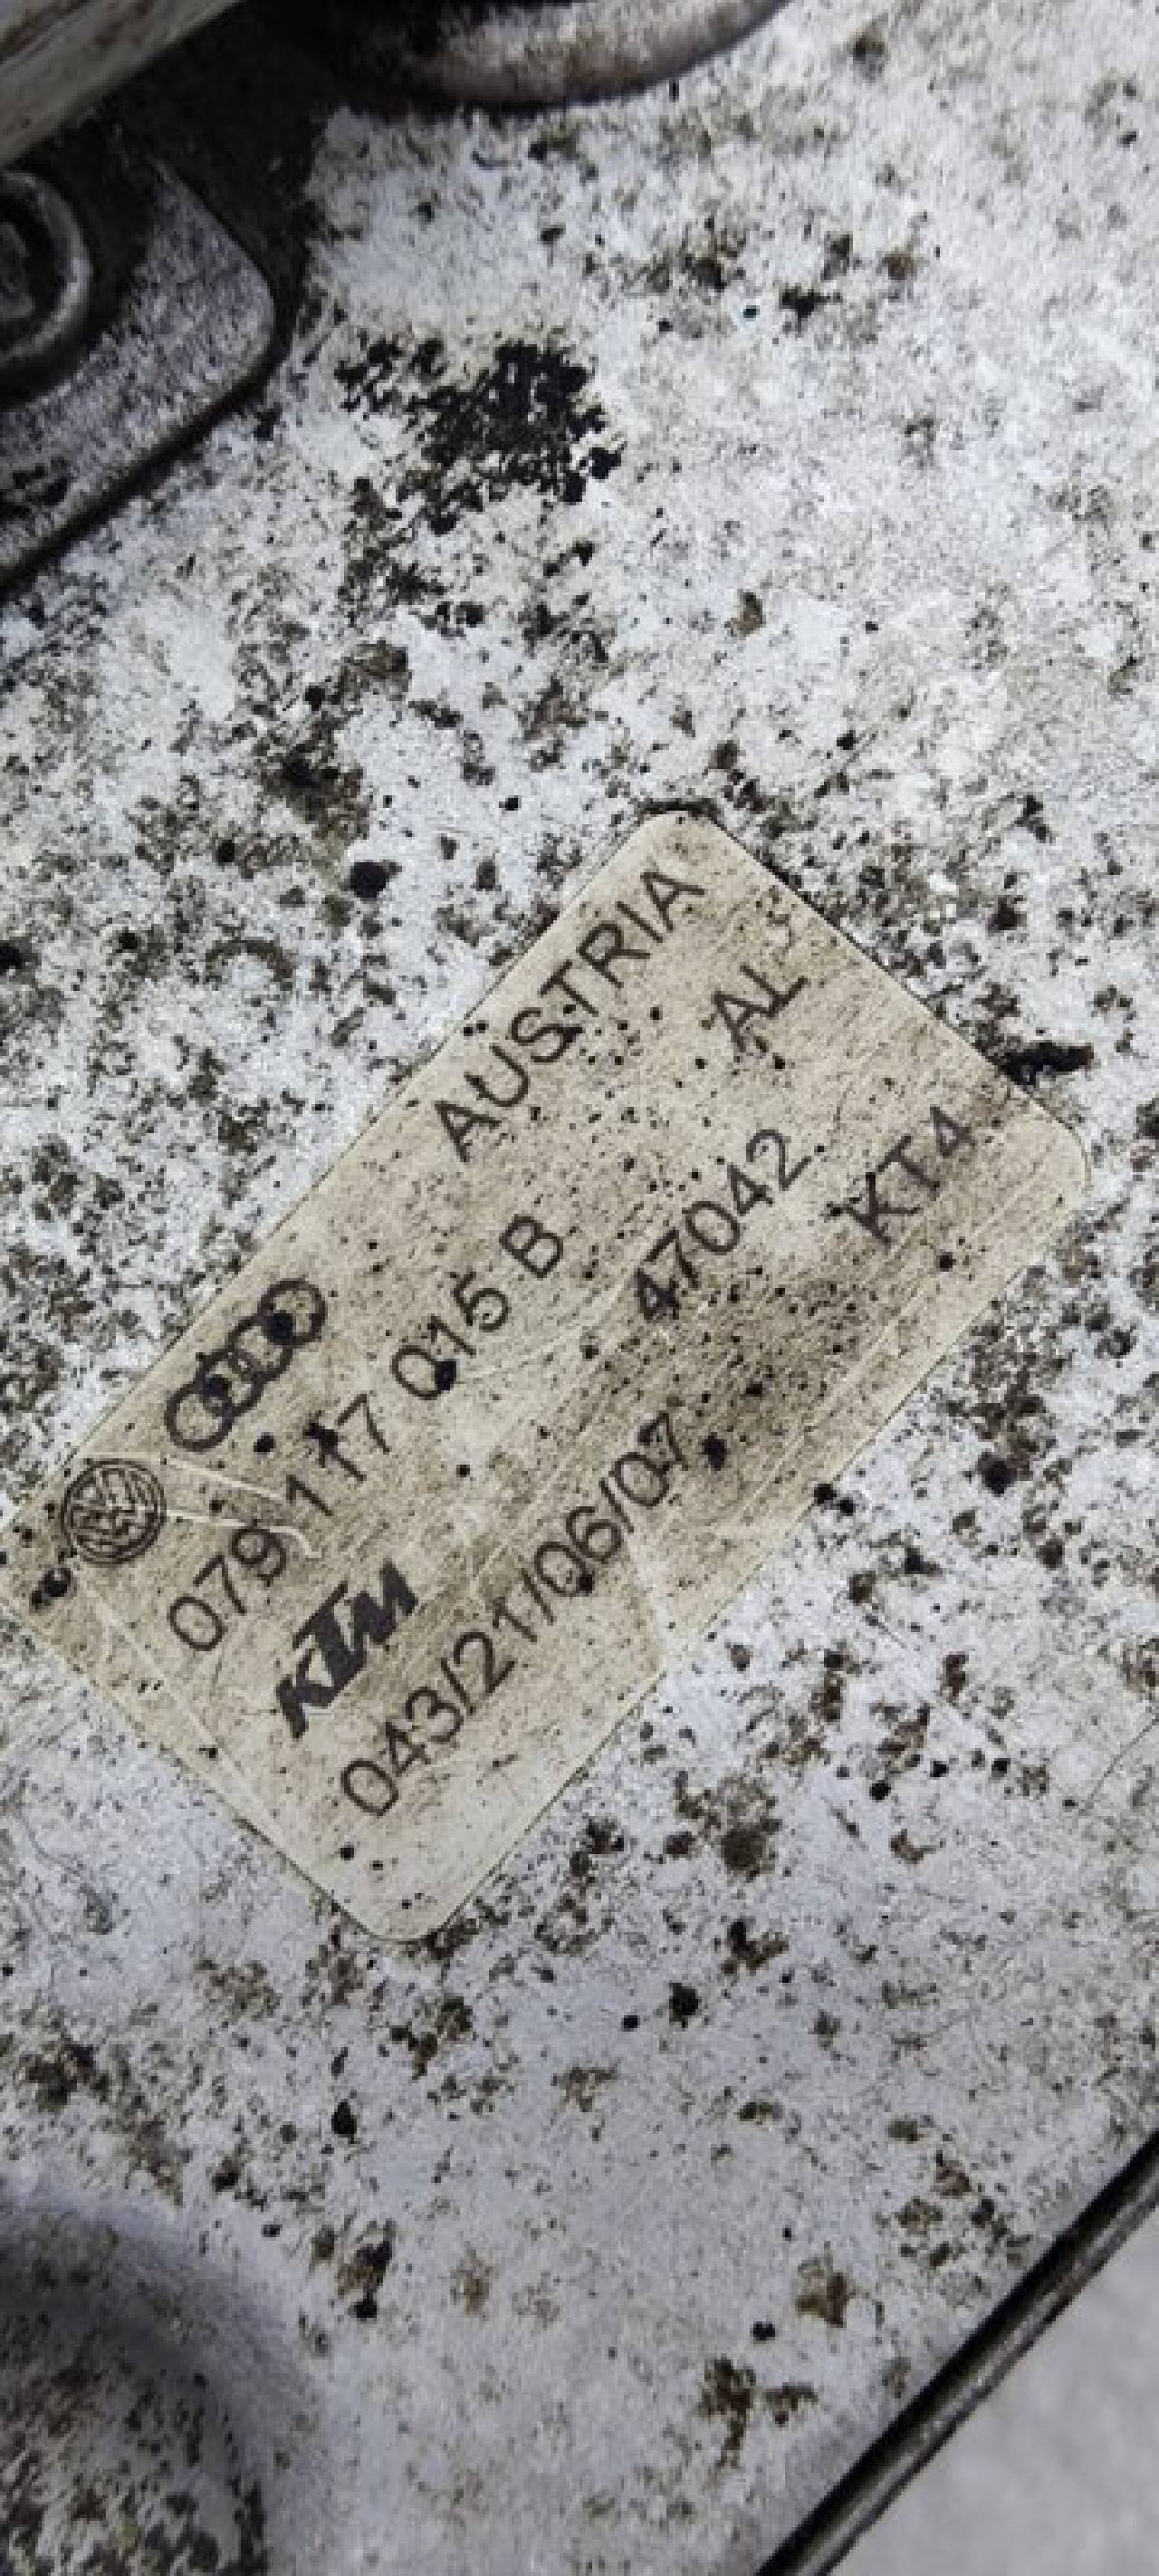 AUSTRIA
079 117 015 B AL
KTM 47042
043/21/06/07 KT4